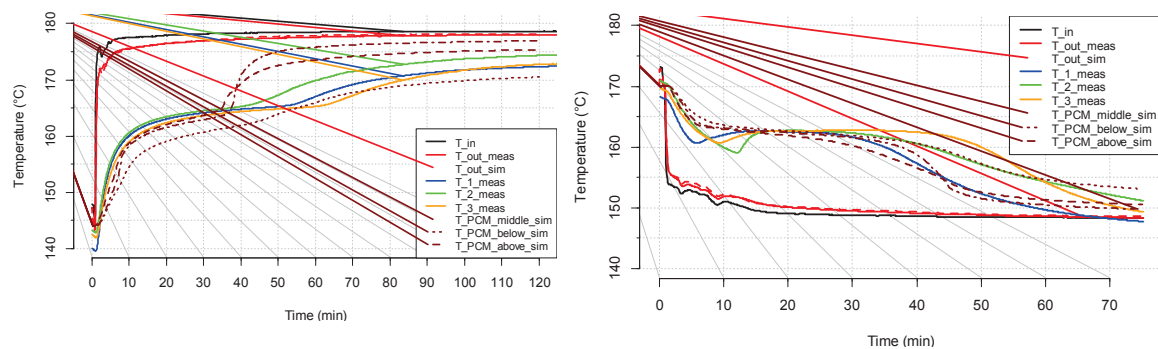 Temperature (°C)
140 150 160 170 180
T_in
T_out_meas
T_out_sim
T_1_meas
T_2_meas
T_3_meas
T_PCM_middle_sim
T_PCM_below_sim
T_PCM_above_sim
0 10 20 30 40 50 60 70 80 90 100 110 120
Time (min)
Temperature (°C)
140 150 160 170 180
T_in
T_out_meas
T_out_sim
T_1_meas
T_2_meas
T_3_meas
T_PCM_middle_sim
T_PCM_below_sim
T_PCM_above_sim
0 10 20 30 40 50 60 70
Time (min)